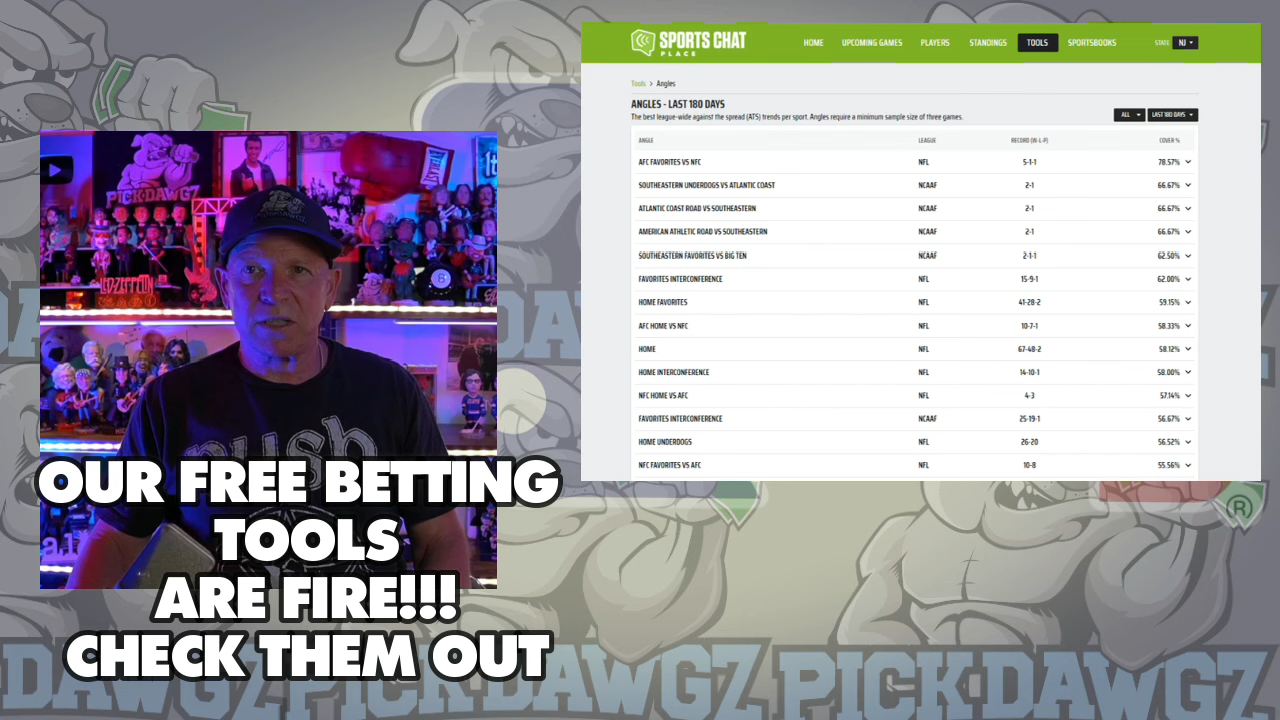 SPORTS CHAT
PLACE
HOME UPCOMING GAMES PLAYERS STANDINGS TOOLS SPORTSBOOKS STATE NJ
Tools > Angles
ANGLES - LAST 180 DAYS
The best league-wide against the spread (ATS) trends per sport. Angles require a minimum sample size of three games.
ALL LAST 180 DAYS
ANGLE LEAGUE RECORD (W-L-P) COVER %
AFC FAVORITES VS NFC NFL 5-1-1 78.57%
SOUTHEASTERN UNDERDOGS VS ATLANTIC COAST NCAAF 2-1 66.67%
ATLANTIC COAST ROAD VS SOUTHEASTERN NCAAF 2-1 66.67%
AMERICAN ATHLETIC ROAD VS SOUTHEASTERN NCAAF 2-1 66.67%
SOUTHEASTERN FAVORITES VS BIG TEN NCAAF 2-1-1 62.50%
FAVORITES INTERCONFERENCE NFL 15-9-1 62.00%
HOME FAVORITES NFL 41-28-2 59.15%
AFC HOME VS NFC NFL 10-7-1 58.33%
HOME NFL 67-48-2 58.12%
HOME INTERCONFERENCE NFL 14-10-1 58.00%
NFC HOME VS AFC NFL 4-3 57.14%
FAVORITES INTERCONFERENCE NCAAF 25-19-1 56.67%
HOME UNDERDOGS NFL 26-20 56.52%
NFC FAVORITES VS AFC NFL 10-8 55.56%
PICKDAWGZ
LED-ZEPPELIN
rush
OUR FREE BETTING
TOOLS
ARE FIRE!!!
CHECK THEM OUT
®
DAWGZ PICKDAWGZ PICKDAWGZ